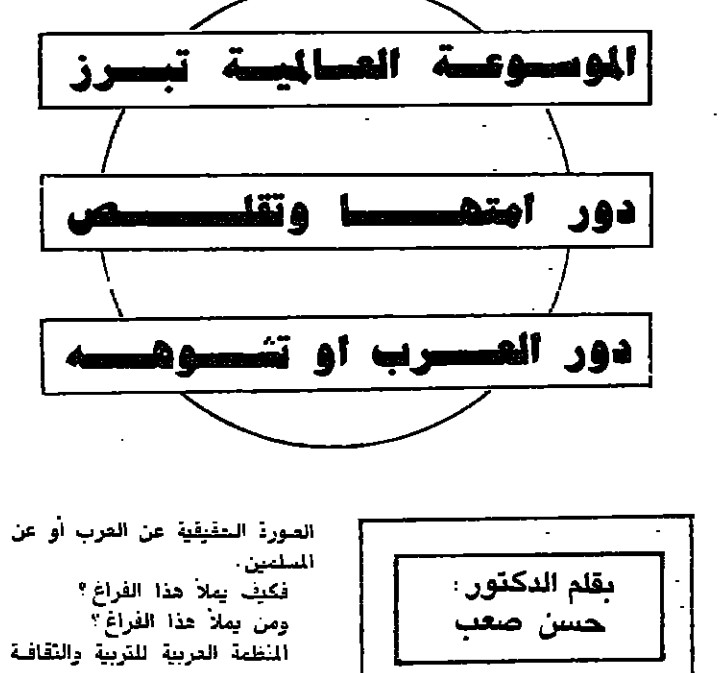 الموسوعة العالمية تبرز
دور امتها وتقلص
دور العرب او تشوهه
بقلم الدكتور :
حسن صعب
الصورة الحقيقية عن العرب أو عن
المسلمين .
فكيف يملأ هذا الفراغ ؟
ومن يملأ هذا الفراغ ؟
المنظمة العربية للتربية والثقافة